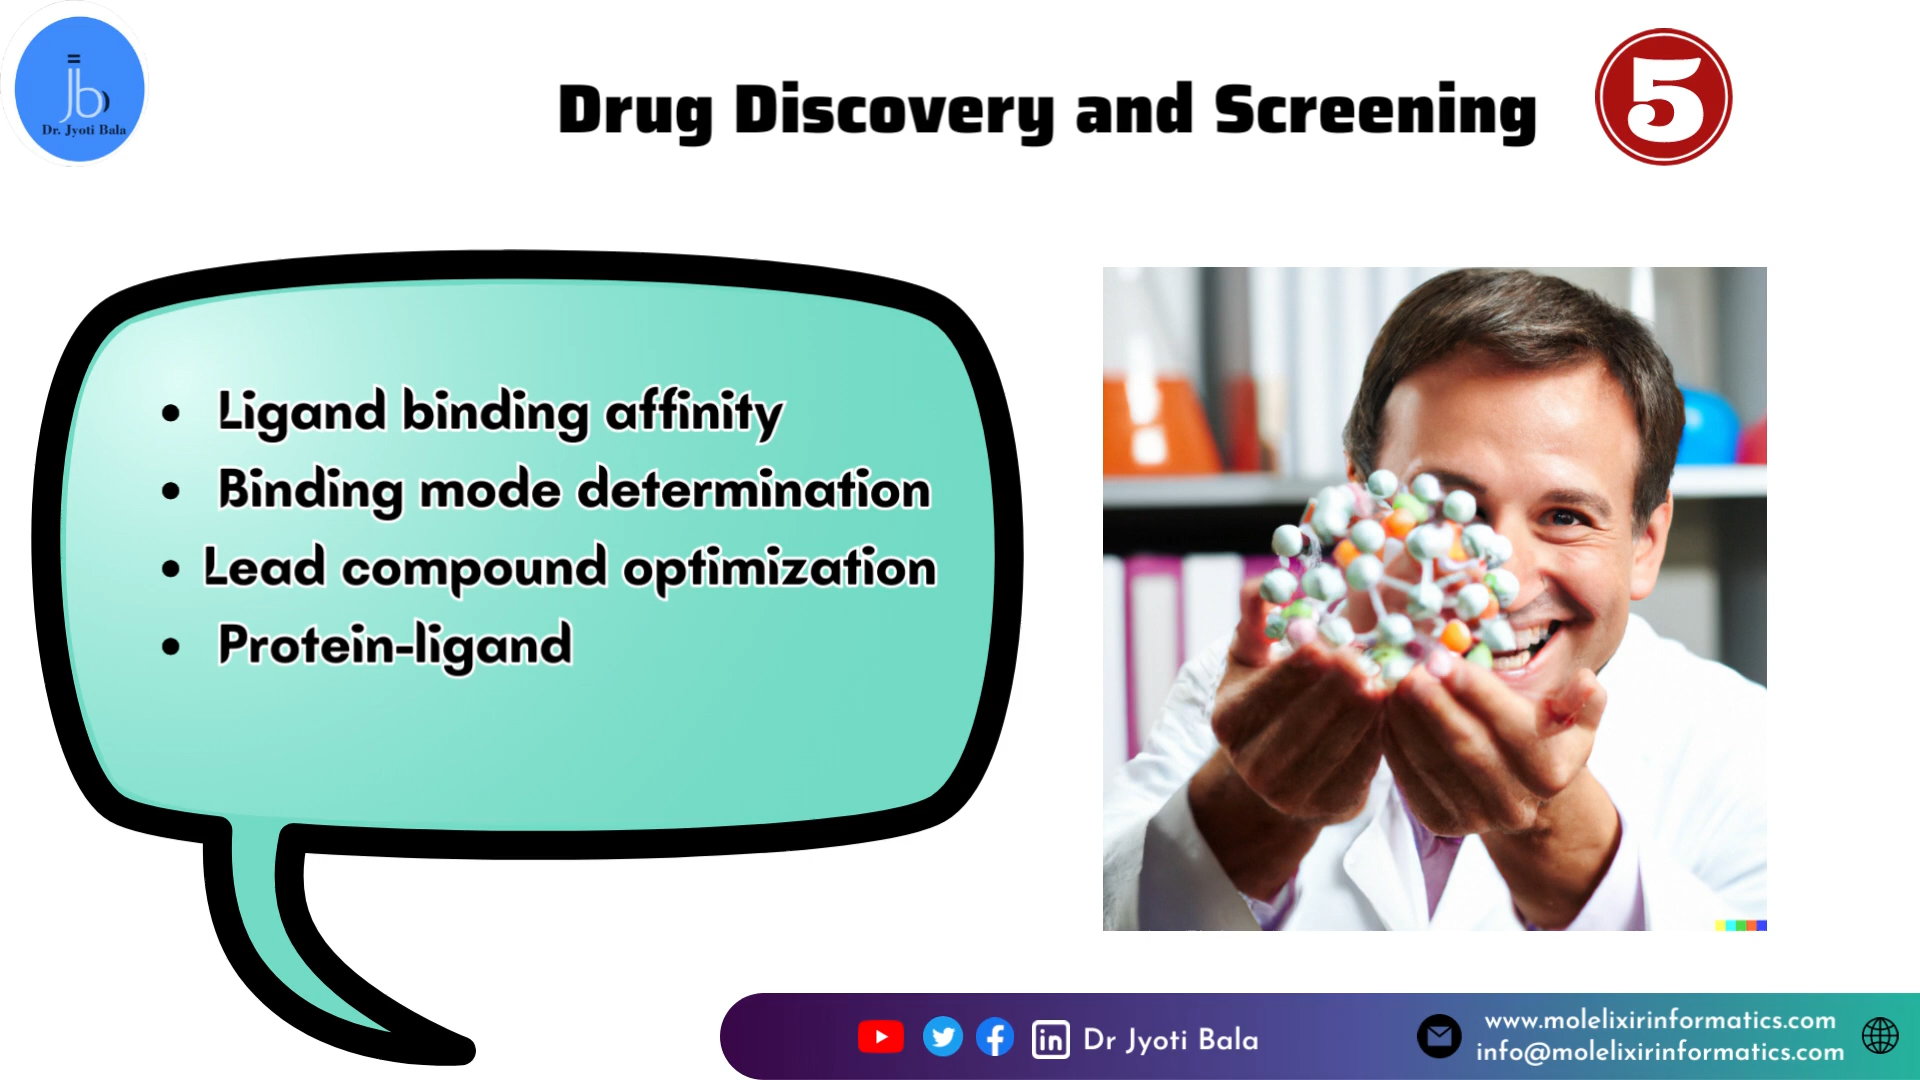 Dr. Jyoti Bala
Drug Discovery and Screening
5
• Ligand binding affinity
• Binding mode determination
• Lead compound optimization
• Protein-ligand
in Dr Jyoti Bala
www.molelixirinformatics.com
info@molelixirinformatics.com